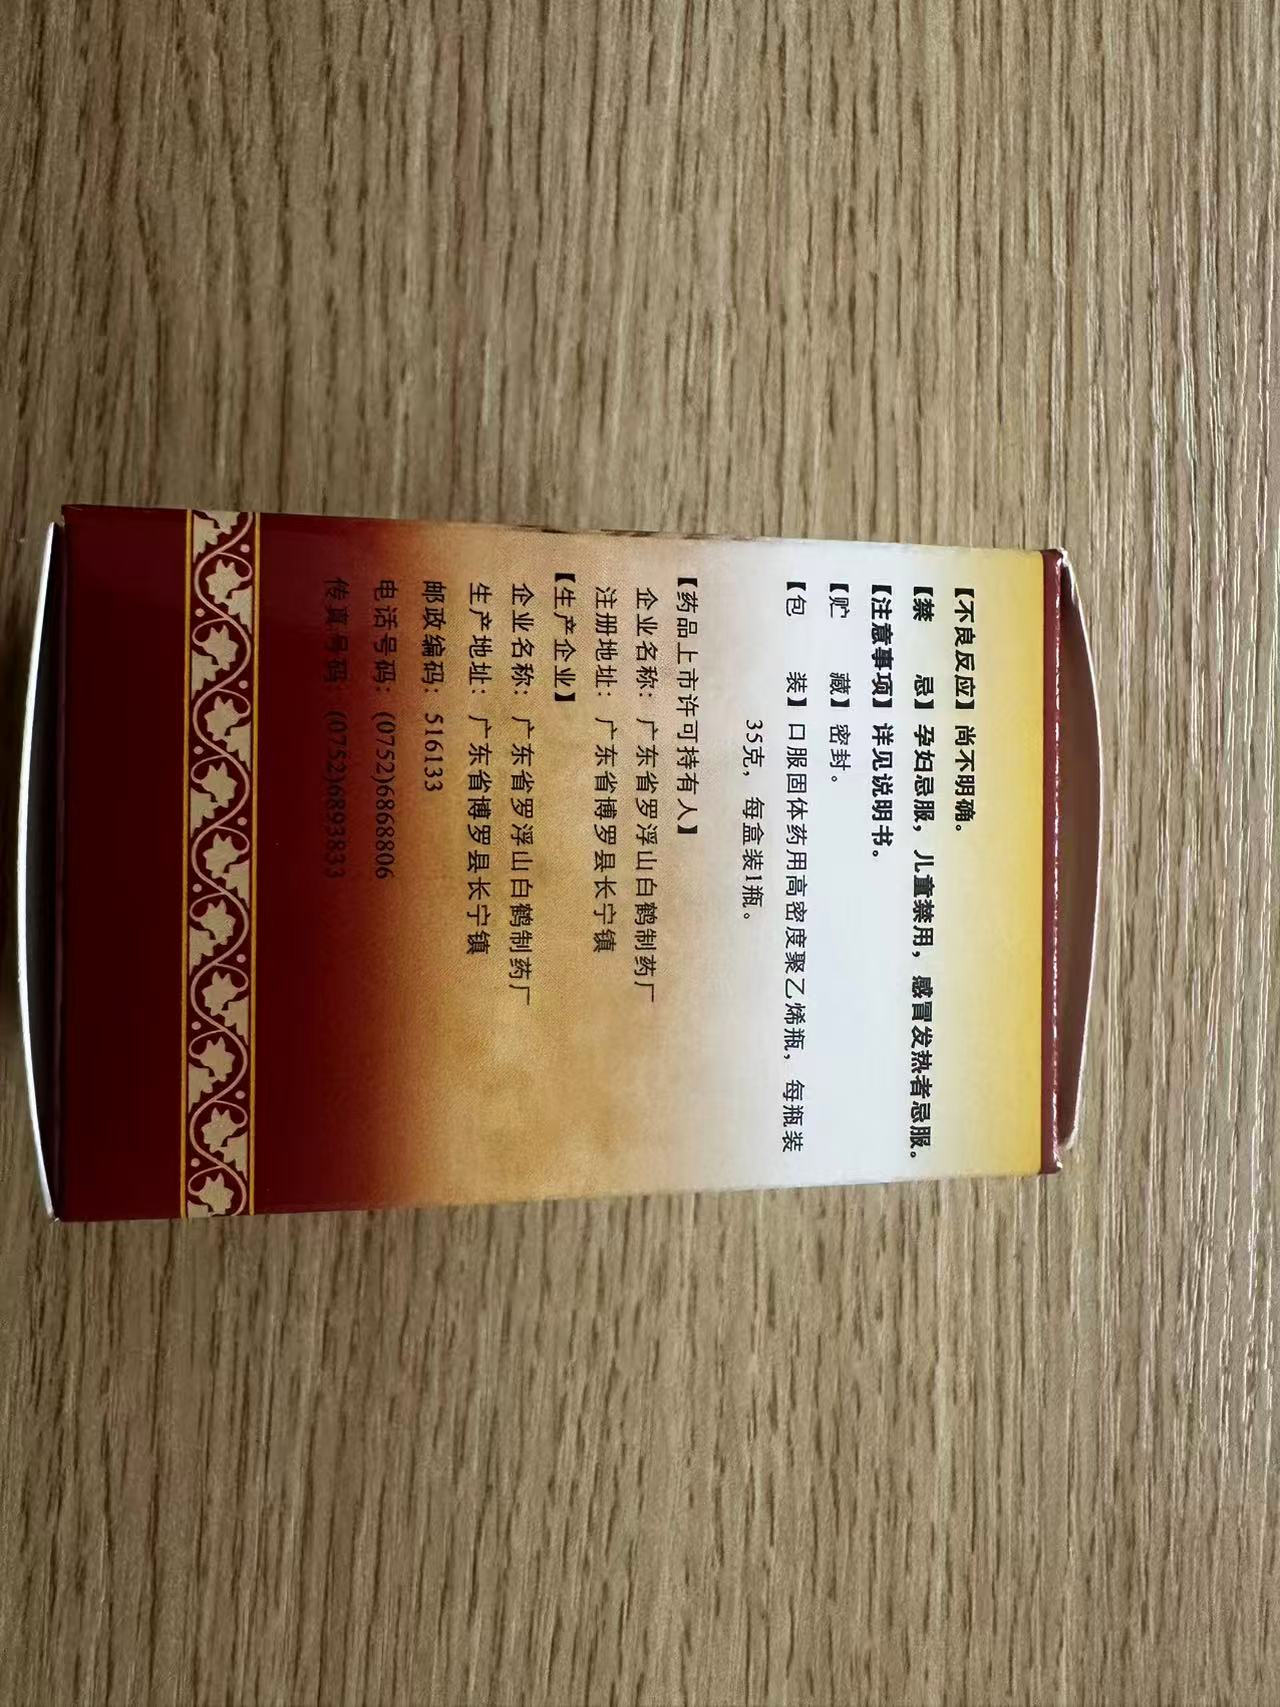 【不良反应】尚不明确。
【禁　　忌】孕妇忌服，儿童禁用，感冒发热者忌服。
【注意事项】详见说明书。
【贮　　藏】密封。
【包　　装】口服固体药用高密度聚乙烯瓶，每瓶装
35克，每盒装1瓶。
【药品上市许可持有人】
企业名称：广东省罗浮山白鹤制药厂
注册地址：广东省博罗县长宁镇
【生产企业】
企业名称：广东省罗浮山白鹤制药厂
生产地址：广东省博罗县长宁镇
邮政编码：516133
电话号码：(0752)6868806
传真号码：(0752)6893833